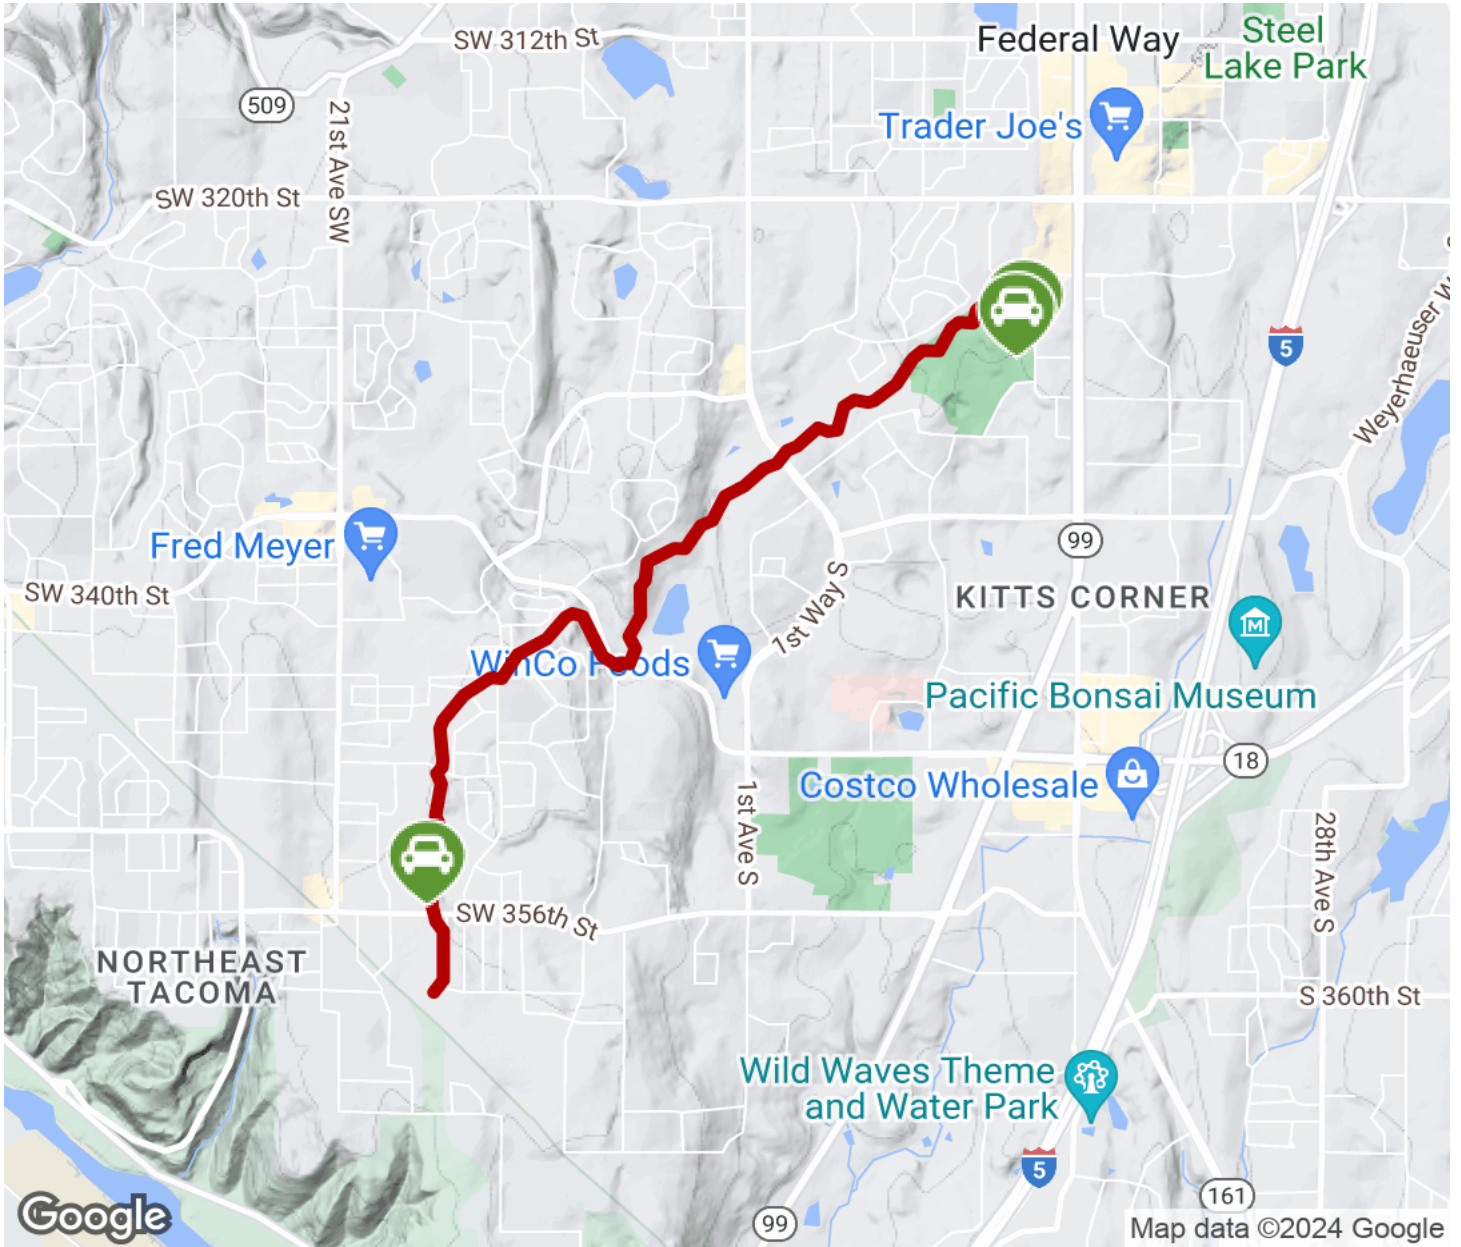 SW 312th St
Federal Way
Steel
Lake Park
509
21st Ave SW
Trader Joe's
SW 320th St
5
Weyerhaeuser W
Fred Meyer
99
SW 340th St
1st Way S
KITTS CORNER
M
WinCo Foods
Pacific Bonsai Museum
18
Costco Wholesale
1st Ave S
28th Ave S
SW 356th St
NORTHEAST
TACOMA
S 360th St
Wild Waves Theme
and Water Park
5
161
99
Google
Map data ©2024 Google